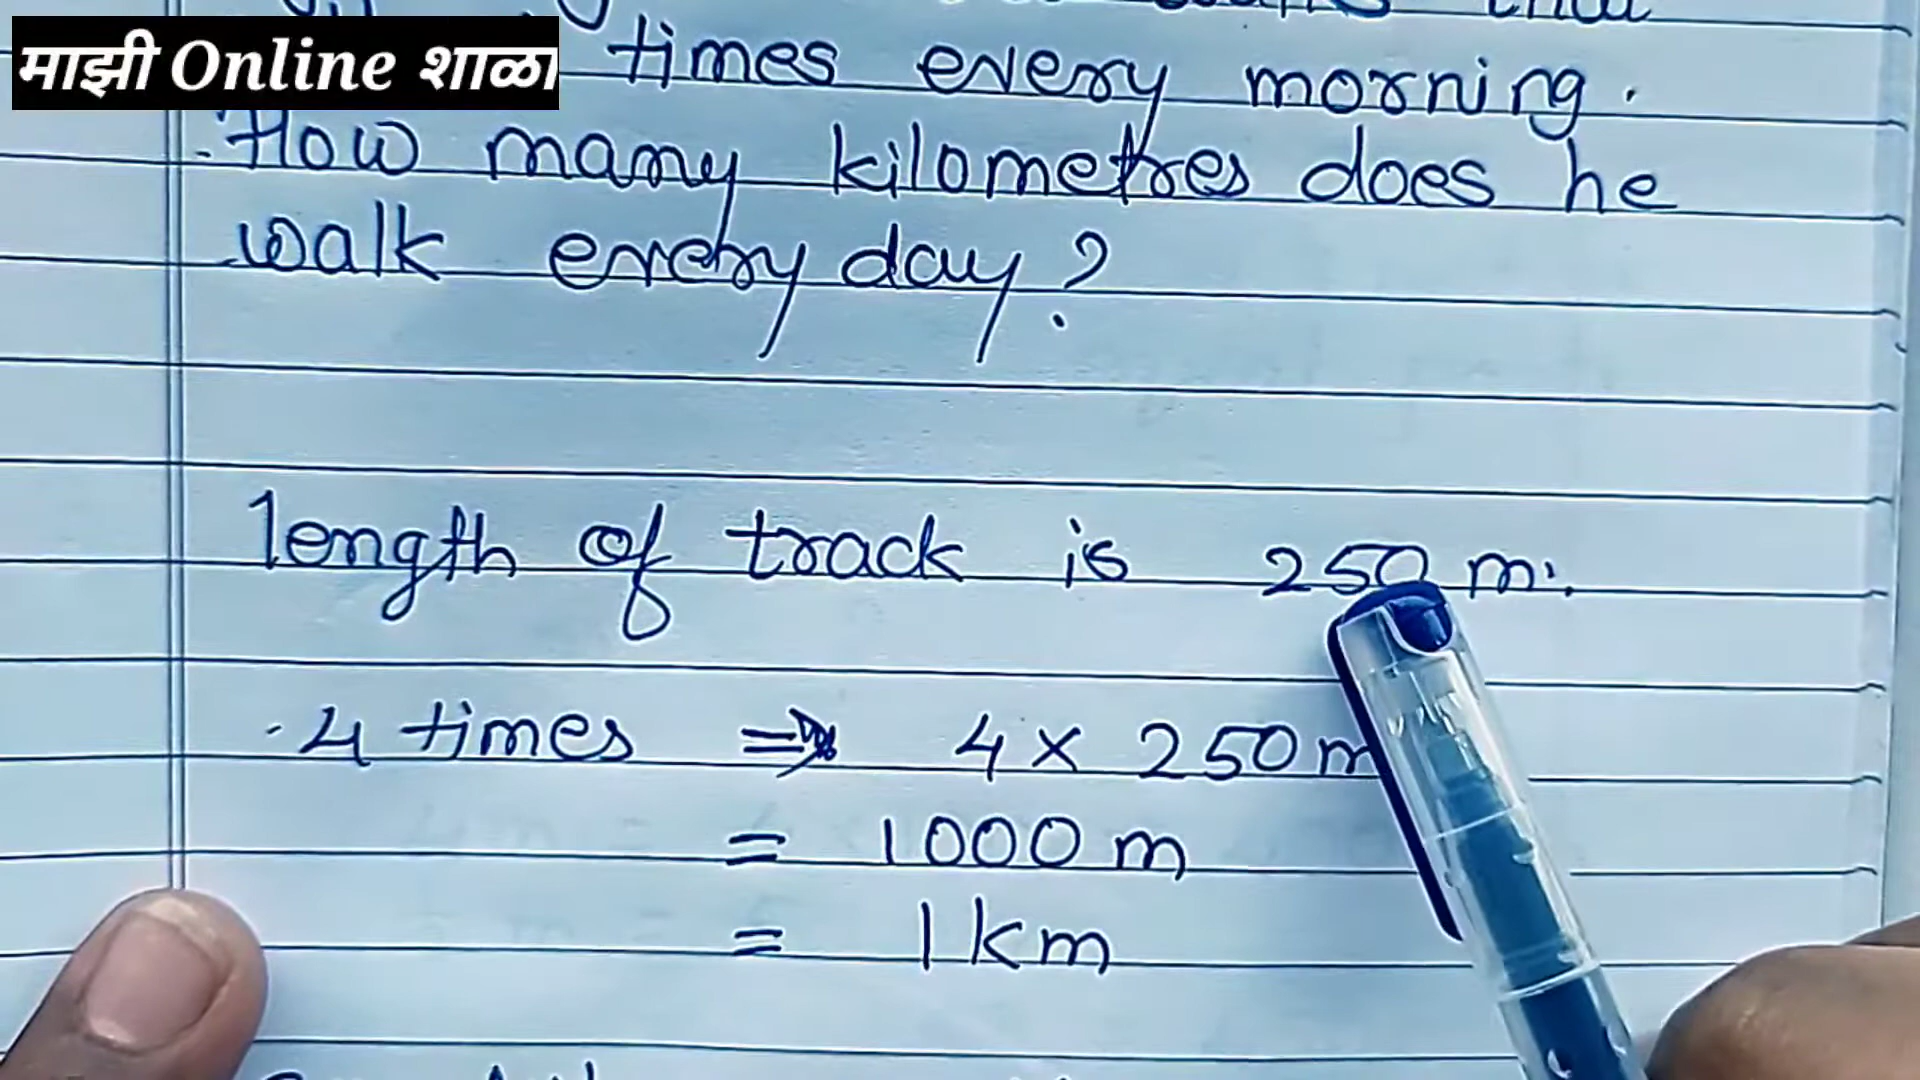 that
माझी Online शाळा
times every morning.
How many kilometres does he
walk every day?
length of track is 250 m.
4 times ⇒ 4 x 250 m
= 1000 m
= 1 km